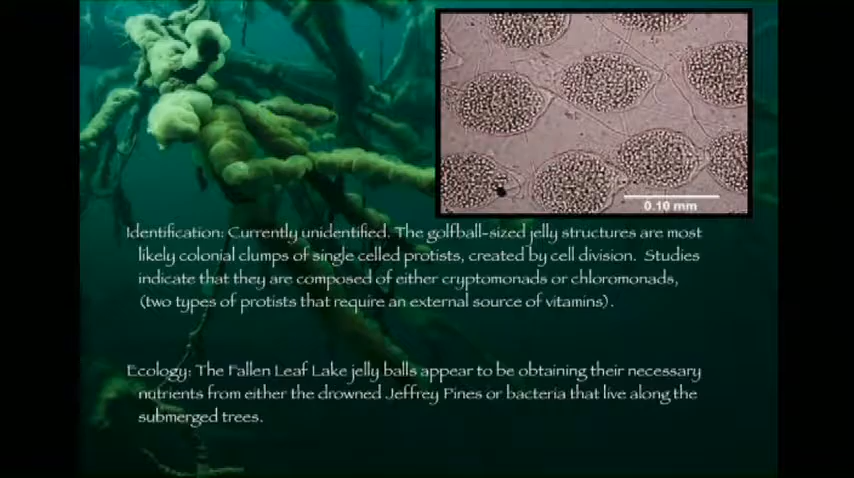 0.10 mm
Identification: Currently unidentified. The golfball-sized jelly structures are most
likely colonial clumps of single celled protists, created by cell division. Studies
indicate that they are composed of either cryptomonads or chloromonads,
(two types of protists that require an external source of vitamins).
Ecology: The Fallen Leaf Lake jelly balls appear to be obtaining their necessary
nutrients from either the drowned Jeffrey Pines or bacteria that live along the
submerged trees.